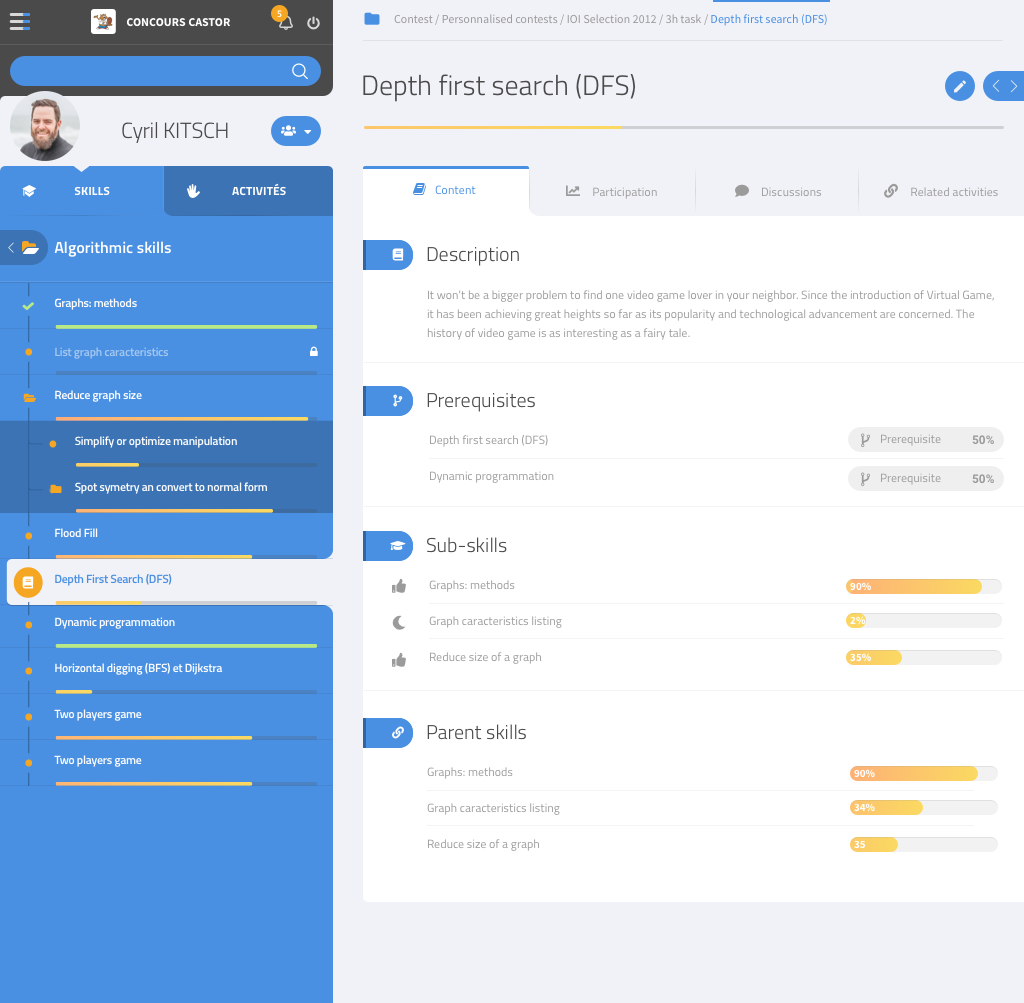 CONCOURS CASTOR
5
Cyril KITSCH
SKILLS
ACTIVITÉS
Algorithmic skills
Graphs: methods
List graph caracteristics
Reduce graph size
Simplify or optimize manipulation
Spot symetry an convert to normal form
Flood Fill
Depth First Search (DFS)
Dynamic programmation
Horizontal digging (BFS) et Dijkstra
Two players game
Two players game
Contest / Personnalised contests / IOI Selection 2012 / 3h task / Depth first search (DFS)
Depth first search (DFS)
Content
Participation
Discussions
Related activities
Description
It won't be a bigger problem to find one video game lover in your neighbor. Since the introduction of Virtual Game,
it has been achieving great heights so far as its popularity and technological advancement are concerned. The
history of video game is as interesting as a fairy tale.
Prerequisites
Depth first search (DFS) Prerequisite 50%
Dynamic programmation Prerequisite 50%
Sub-skills
Graphs: methods 90%
Graph caracteristics listing 2%
Reduce size of a graph 35%
Parent skills
Graphs: methods 90%
Graph caracteristics listing 34%
Reduce size of a graph 35